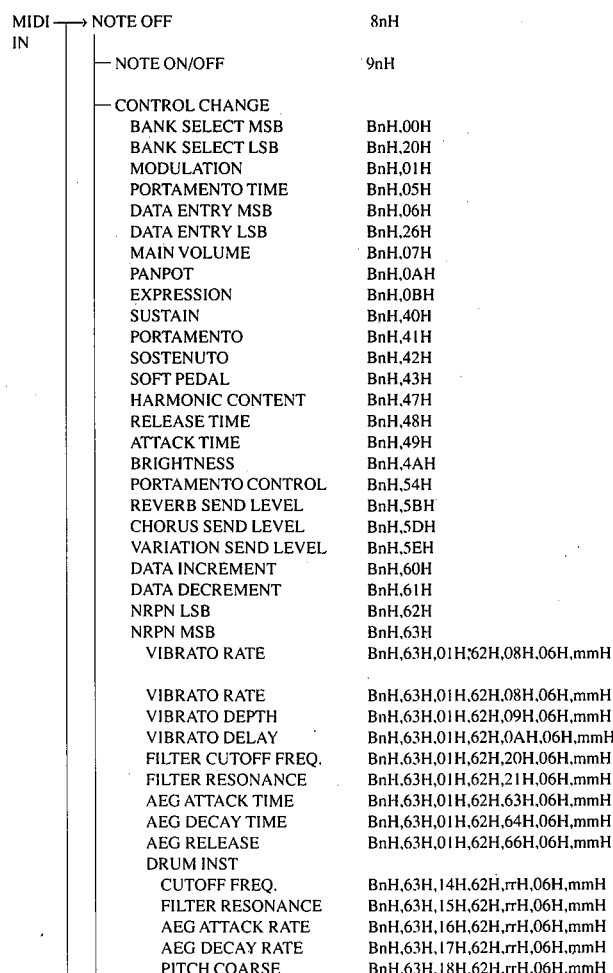 MIDI IN → NOTE OFF 8nH
NOTE ON/OFF 9nH
CONTROL CHANGE
BANK SELECT MSB BnH,00H
BANK SELECT LSB BnH,20H
MODULATION BnH,01H
PORTAMENTO TIME BnH,05H
DATA ENTRY MSB BnH,06H
DATA ENTRY LSB BnH,26H
MAIN VOLUME BnH,07H
PANPOT BnH,0AH
EXPRESSION BnH,0BH
SUSTAIN BnH,40H
PORTAMENTO BnH,41H
SOSTENUTO BnH,42H
SOFT PEDAL BnH,43H
HARMONIC CONTENT BnH,47H
RELEASE TIME BnH,48H
ATTACK TIME BnH,49H
BRIGHTNESS BnH,4AH
PORTAMENTO CONTROL BnH,54H
REVERB SEND LEVEL BnH,5BH
CHORUS SEND LEVEL BnH,5DH
VARIATION SEND LEVEL BnH,5EH
DATA INCREMENT BnH,60H
DATA DECREMENT BnH,61H
NRPN LSB BnH,62H
NRPN MSB BnH,63H
VIBRATO RATE BnH,63H,01H,62H,08H,06H,mmH
VIBRATO RATE BnH,63H,01H,62H,08H,06H,mmH
VIBRATO DEPTH BnH,63H,01H,62H,09H,06H,mmH
VIBRATO DELAY BnH,63H,01H,62H,0AH,06H,mmH
FILTER CUTOFF FREQ. BnH,63H,01H,62H,20H,06H,mmH
FILTER RESONANCE BnH,63H,01H,62H,21H,06H,mmH
AEG ATTACK TIME BnH,63H,01H,62H,63H,06H,mmH
AEG DECAY TIME BnH,63H,01H,62H,64H,06H,mmH
AEG RELEASE BnH,63H,01H,62H,66H,06H,mmH
DRUM INST
CUTOFF FREQ. BnH,63H,14H,62H,rrH,06H,mmH
FILTER RESONANCE BnH,63H,15H,62H,rrH,06H,mmH
AEG ATTACK RATE BnH,63H,16H,62H,rrH,06H,mmH
AEG DECAY RATE BnH,63H,17H,62H,rrH,06H,mmH
PITCH COARSE BnH,63H,18H,62H,rrH,06H,mmH